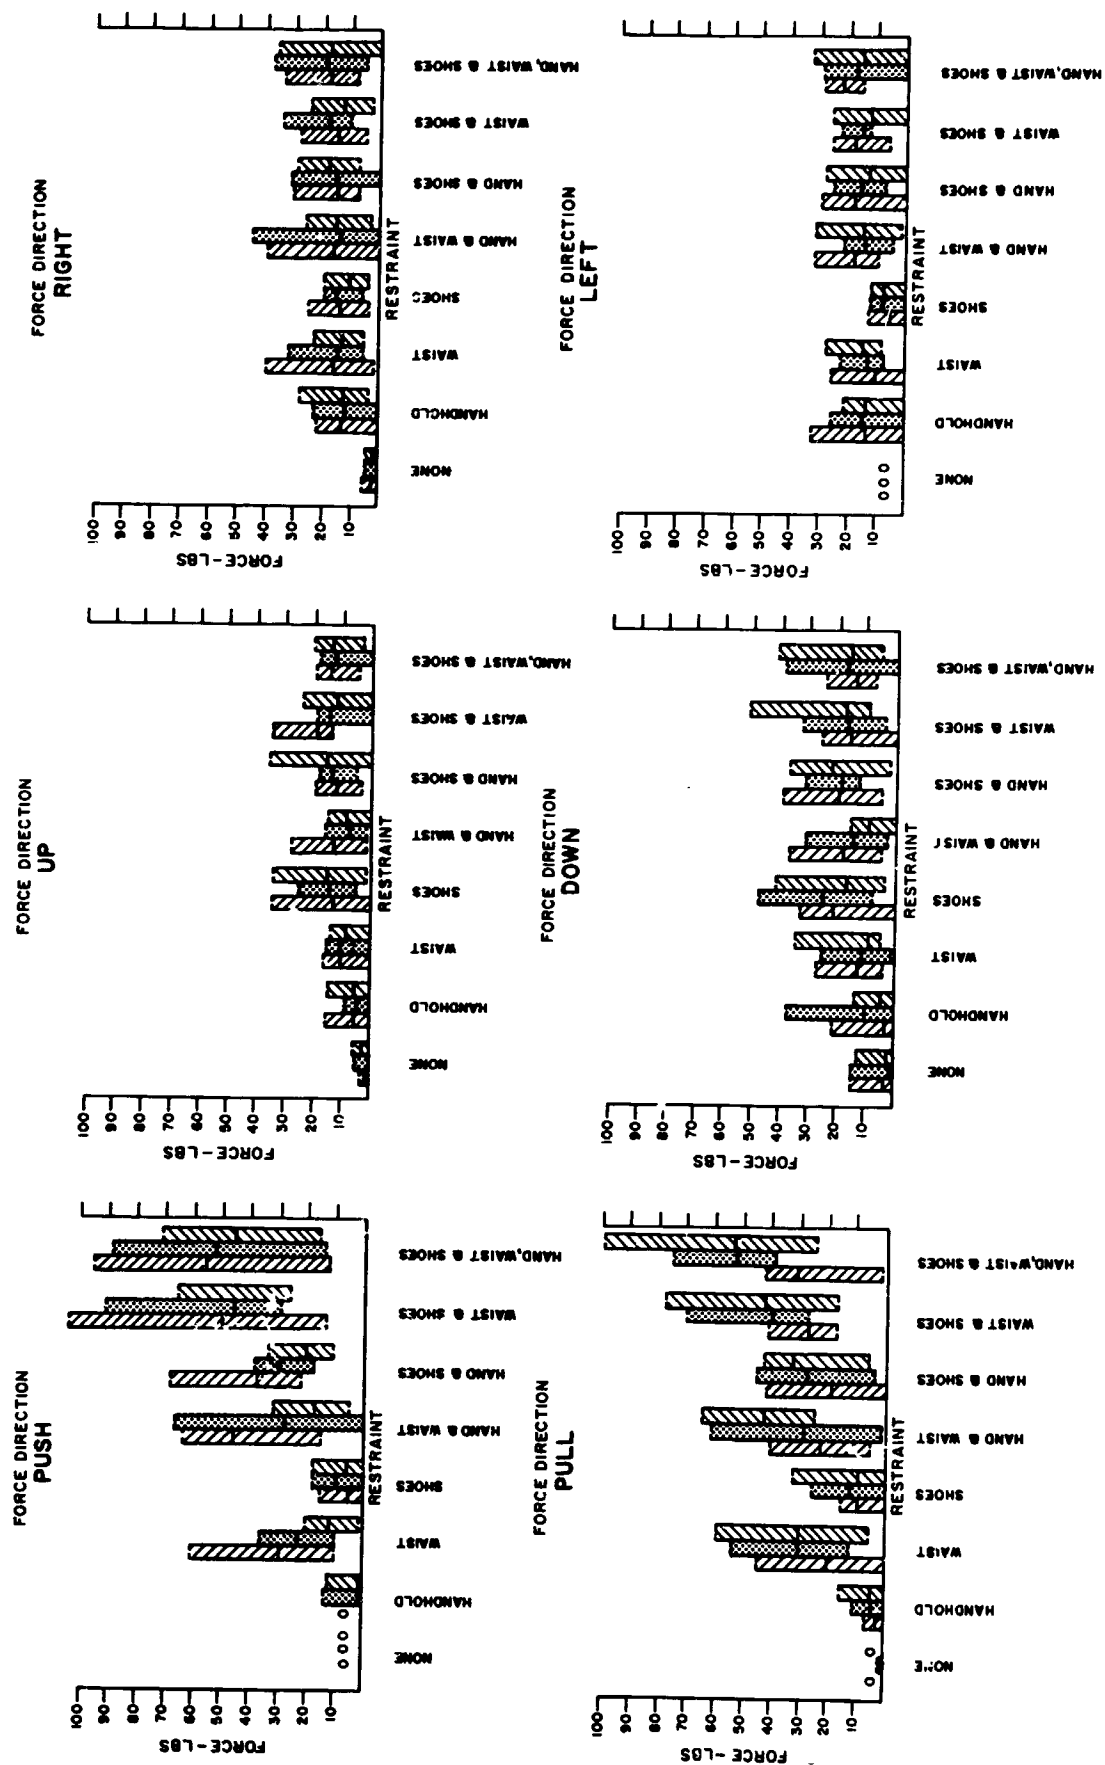 FORCE DIRECTION
PUSH
FORCE-LBS
100
90
80
70
60
50
40
30
20
10
NONE
HANDHOLD
WAIST
SHOES
HAND & WAIST
HAND & SHOES
WAIST & SHOES
HAND, WAIST & SHOES
RESTRAINT
FORCE DIRECTION
UP
FORCE-LBS
100
90
80
70
60
50
40
30
20
10
NONE
HANDHOLD
WAIST
SHOES
HAND & WAIST
HAND & SHOES
WAIST & SHOES
HAND, WAIST & SHOES
RESTRAINT
FORCE DIRECTION
RIGHT
FORCE-LBS
100
90
80
70
60
50
40
30
20
10
NONE
HANDHOLD
WAIST
SHOES
HAND & WAIST
HAND & SHOES
WAIST & SHOES
HAND, WAIST & SHOES
RESTRAINT
FORCE DIRECTION
PULL
FORCE-LBS
100
90
80
70
60
50
40
30
20
10
NONE
HANDHOLD
WAIST
SHOES
HAND & WAIST
HAND & SHOES
WAIST & SHOES
HAND, WAIST & SHOES
RESTRAINT
FORCE DIRECTION
DOWN
FORCE-LBS
100
90
80
70
60
50
40
30
20
10
NONE
HANDHOLD
WAIST
SHOES
HAND & WAIST
HAND & SHOES
WAIST & SHOES
HAND, WAIST & SHOES
RESTRAINT
FORCE DIRECTION
LEFT
FORCE-LBS
100
90
80
70
60
50
40
30
20
10
NONE
HANDHOLD
WAIST
SHOES
HAND & WAIST
HAND & SHOES
WAIST & SHOES
HAND, WAIST & SHOES
RESTRAINT